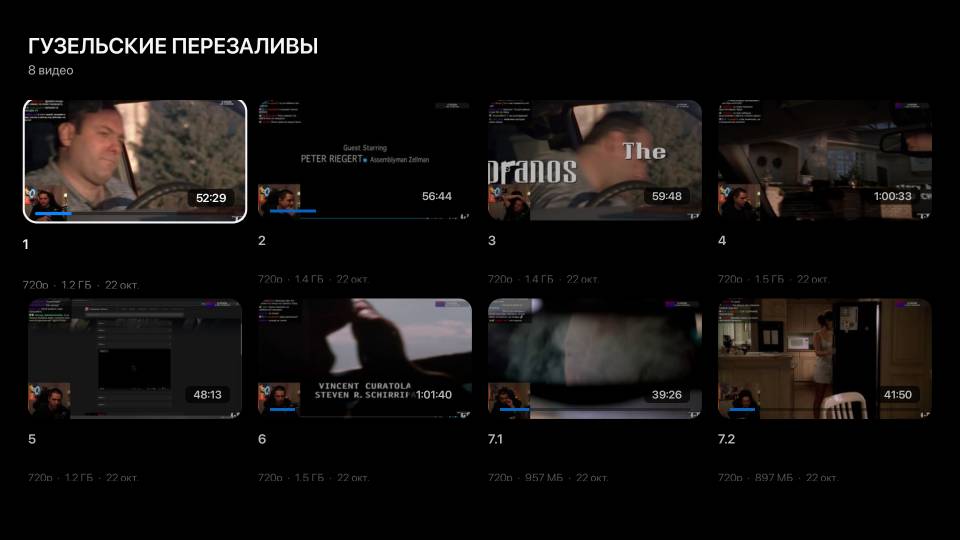 ГУЗЕЛЬСКИЕ ПЕРЕЗАЛИВЫ
8 видео
52:29
Guest Starring
PETER RIEGERT Assemblyman Zellman
56:44
The
pranos
59:48
1:00:33
1
2
3
4
720p · 1.2 ГБ · 22 окт.
720p · 1.4 ГБ · 22 окт.
720p · 1.4 ГБ · 22 окт.
720p · 1.5 ГБ · 22 окт.
48:13
VINCENT CURATOLA
STEVEN R. SCHIRRIPA
1:01:40
39:26
41:50
5
6
7.1
7.2
720p · 1.2 ГБ · 22 окт.
720p · 1.5 ГБ · 22 окт.
720p · 957 МБ · 22 окт.
720p · 897 МБ · 22 окт.